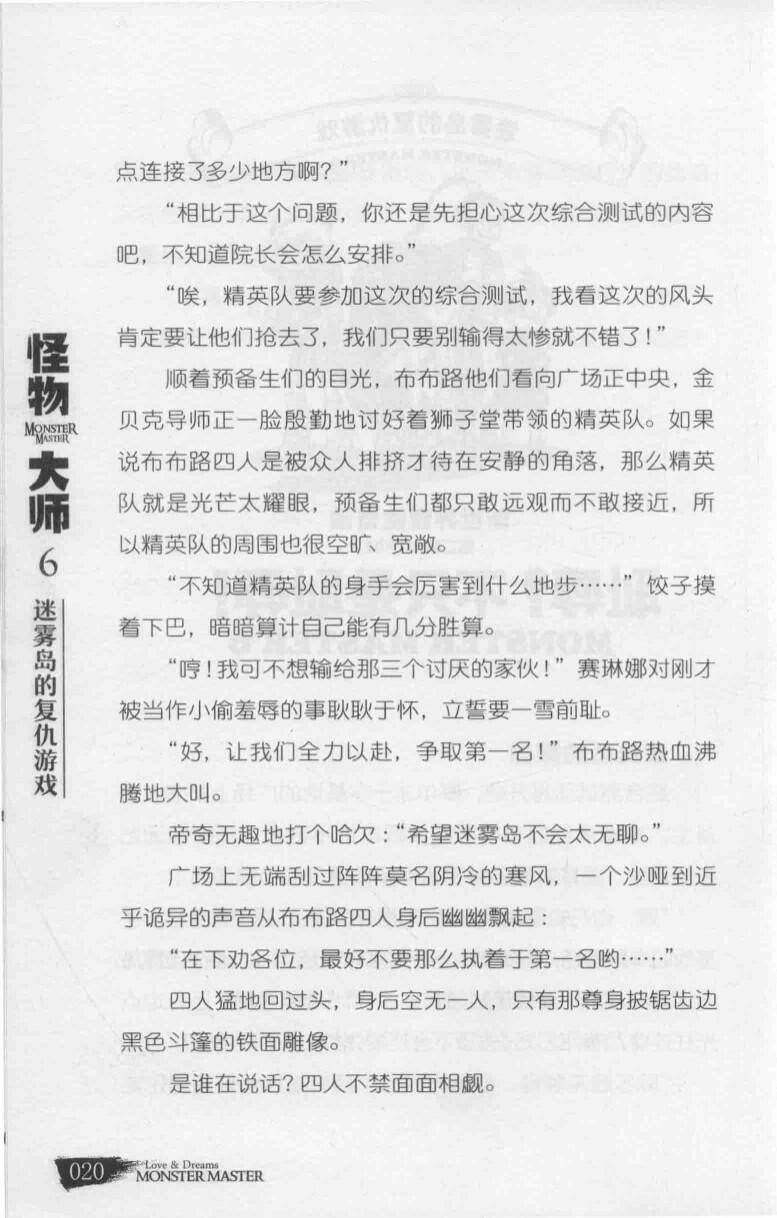 点连接了多少地方啊？”
“相比于这个问题，你还是先担心这次综合测试的内容
吧，不知道院长会怎么安排。”
“唉，精英队要参加这次的综合测试，我看这次的风头
肯定要让他们抢去了，我们只要别输得太惨就不错了！”
顺着预备生们的目光，布布路他们看向广场正中央，金
贝克导师正一脸殷勤地讨好着狮子堂带领的精英队。如果
说布布路四人是被众人排挤才待在安静的角落，那么精英
队就是光芒太耀眼，预备生们都只敢远观而不敢接近，所
以精英队的周围也很空旷、宽敞。
“不知道精英队的身手会厉害到什么地步……”饺子摸
着下巴，暗暗算计自己能有几分胜算。
“哼！我可不想输给那三个讨厌的家伙！”赛琳娜对刚才
被当作小偷羞辱的事耿耿于怀，立誓要一雪前耻。
“好，让我们全力以赴，争取第一名！”布布路热血沸
腾地大叫。
帝奇无趣地打个哈欠：“希望迷雾岛不会太无聊。”
广场上无端刮过阵阵莫名阴冷的寒风，一个沙哑到近
乎诡异的声音从布布路四人身后幽幽飘起：
“在下劝各位，最好不要那么执着于第一名哟……”
四人猛地回过头，身后空无一人，只有那尊身披锯齿边
黑色斗篷的铁面雕像。
是谁在说话？四人不禁面面相觑。
怪物
MONSTER
MASTER
大师
6
迷雾岛的复仇游戏
020
Love & Dreams
MONSTER MASTER